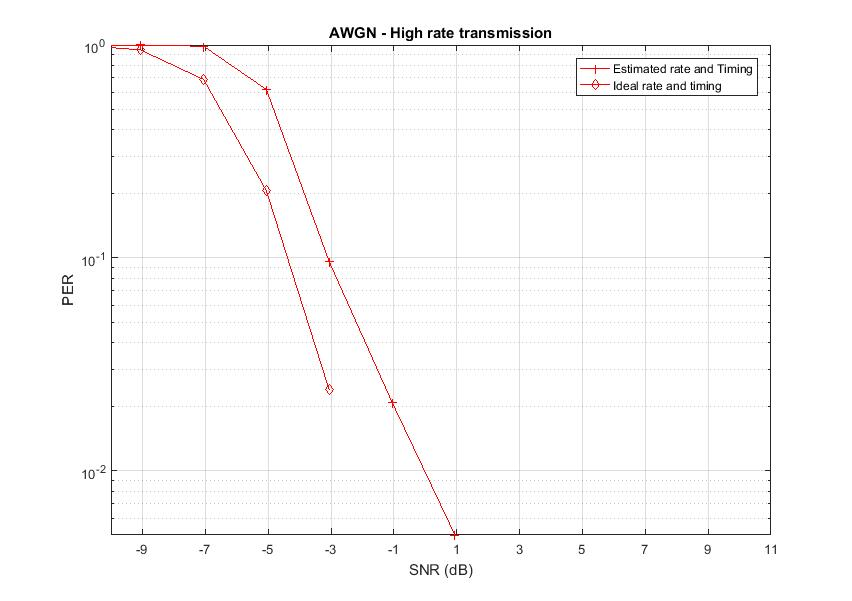 AWGN - High rate transmission
Estimated rate and Timing
Ideal rate and timing
10^0
10^-1
10^-2
PER
-9 -7 -5 -3 -1 1 3 5 7 9 11
SNR (dB)